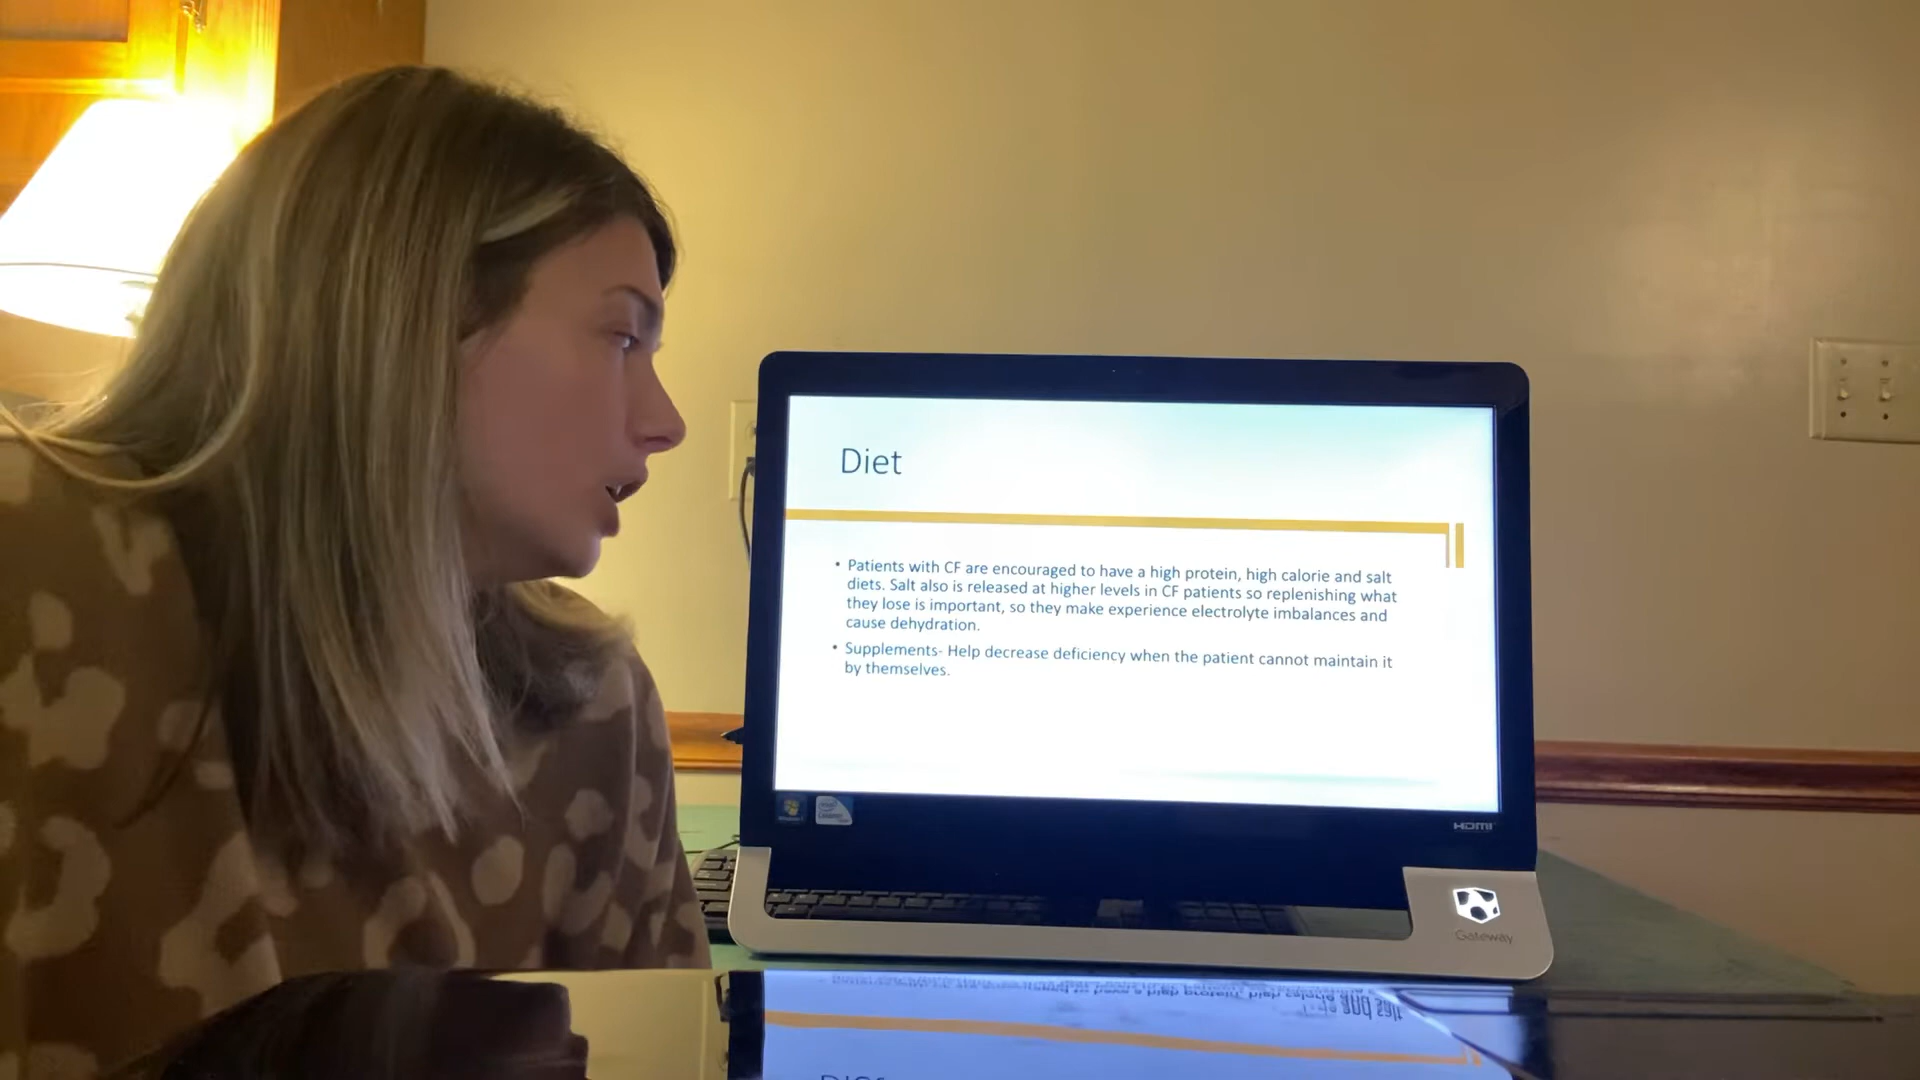 Diet
• Patients with CF are encouraged to have a high protein, high calorie and salt
diets. Salt also is released at higher levels in CF patients so replenishing what
they lose is important, so they make experience electrolyte imbalances and
cause dehydration.
• Supplements- Help decrease deficiency when the patient cannot maintain it
by themselves.
HDMI
Gateway